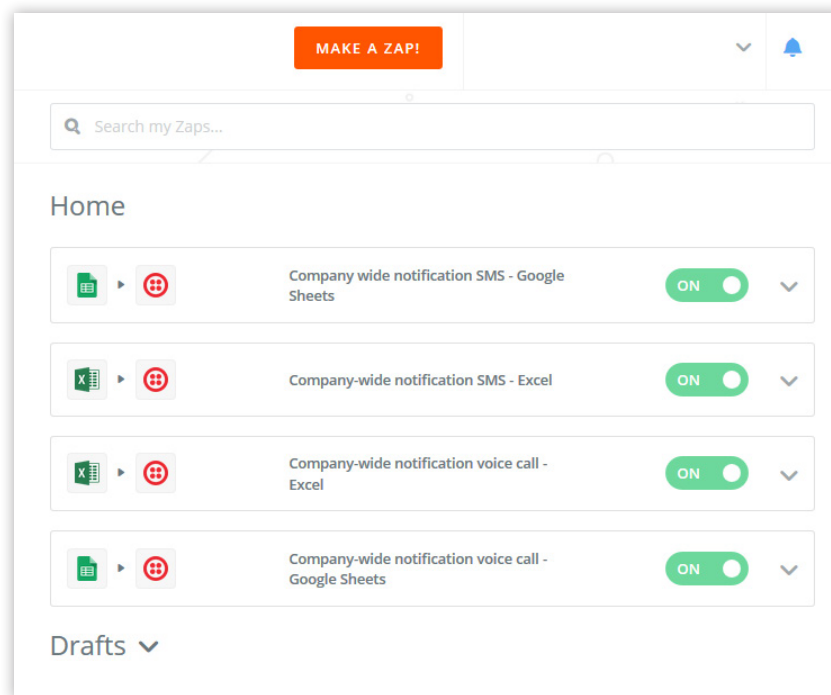 MAKE A ZAP!
Search my Zaps...
Home
Company wide notification SMS - Google
Sheets
ON
Company-wide notification SMS - Excel
ON
Company-wide notification voice call -
Excel
ON
Company-wide notification voice call -
Google Sheets
ON
Drafts